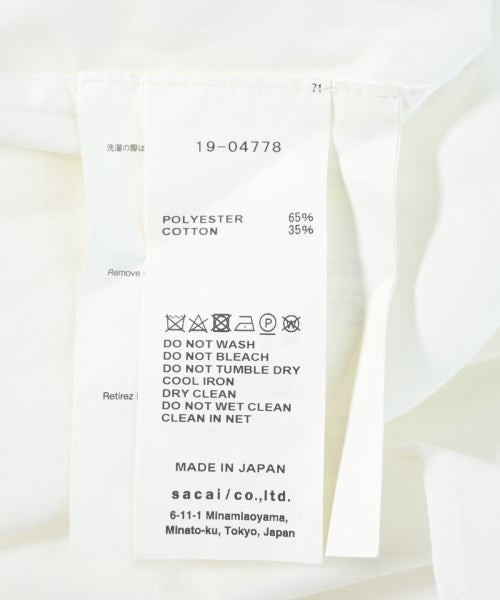 71
19-04778
洗濯の際は
POLYESTER 65%
COTTON 35%
Remove
DO NOT WASH
DO NOT BLEACH
DO NOT TUMBLE DRY
COOL IRON
DRY CLEAN
DO NOT WET CLEAN
CLEAN IN NET
Retirez
MADE IN JAPAN
sacai/co.,ltd.
6-11-1 Minamiaoyama,
Minato-ku, Tokyo, Japan